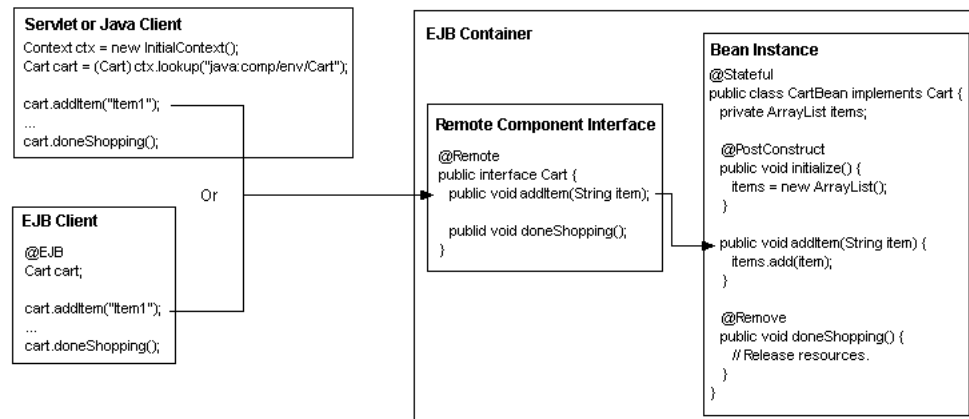 Servlet or Java Client
Context ctx = new InitialContext();
Cart cart = (Cart) ctx.lookup("java:comp/env/Cart");
cart.addItem("Item1");
...
cart.doneShopping();
Or
EJB Client
@EJB
Cart cart;
cart.addItem("Item1");
...
cart.doneShopping();
EJB Container
Remote Component Interface
@Remote
public interface Cart {
public void addItem(String item);
publid void doneShopping();
}
Bean Instance
@Stateful
public class CartBean implements Cart {
private ArrayList items;
@PostConstruct
public void initialize() {
items = new ArrayList();
}
public void addItem(String item) {
items.add(item);
}
@Remove
public void doneShopping() {
// Release resources.
}
}